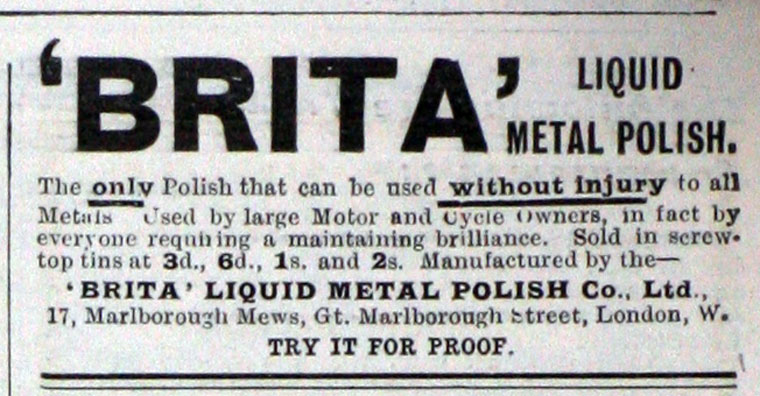 ‘BRITA’ LIQUID
METAL POLISH.
The only Polish that can be used without injury to all
Metals Used by large Motor and Cycle Owners, in fact by
everyone requiring a maintaining brilliance. Sold in screw-
top tins at 3d., 6d., 1s. and 2s. Manufactured by the—
‘BRITA’ LIQUID METAL POLISH Co., Ltd.,
17, Marlborough Mews, Gt. Marlborough Street, London, W.
TRY IT FOR PROOF.